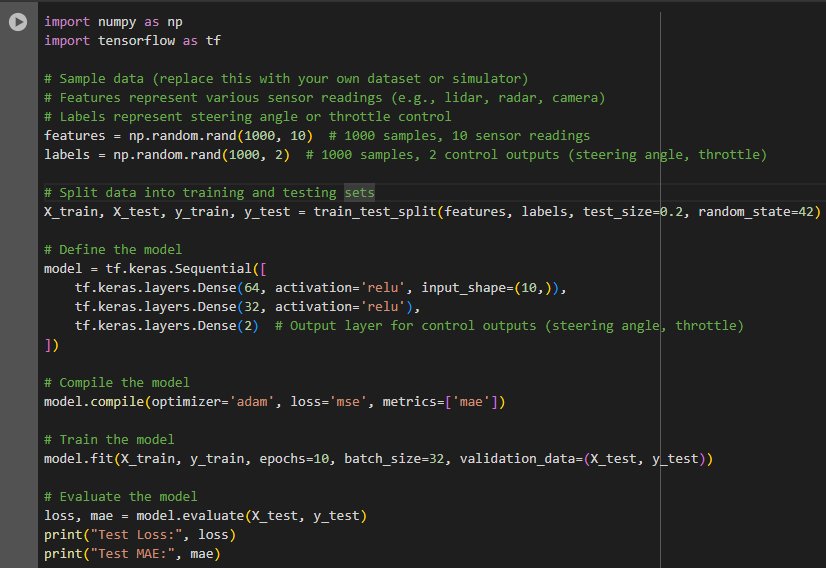 import numpy as np
import tensorflow as tf
# Sample data (replace this with your own dataset or simulator)
# Features represent various sensor readings (e.g., lidar, radar, camera)
# Labels represent steering angle or throttle control
features = np.random.rand(1000, 10)  # 1000 samples, 10 sensor readings
labels = np.random.rand(1000, 2)  # 1000 samples, 2 control outputs (steering angle, throttle)
# Split data into training and testing sets
X_train, X_test, y_train, y_test = train_test_split(features, labels, test_size=0.2, random_state=42)
# Define the model
model = tf.keras.Sequential([
    tf.keras.layers.Dense(64, activation='relu', input_shape=(10,)),
    tf.keras.layers.Dense(32, activation='relu'),
    tf.keras.layers.Dense(2)  # Output layer for control outputs (steering angle, throttle)
])
# Compile the model
model.compile(optimizer='adam', loss='mse', metrics=['mae'])
# Train the model
model.fit(X_train, y_train, epochs=10, batch_size=32, validation_data=(X_test, y_test))
# Evaluate the model
loss, mae = model.evaluate(X_test, y_test)
print("Test Loss:", loss)
print("Test MAE:", mae)